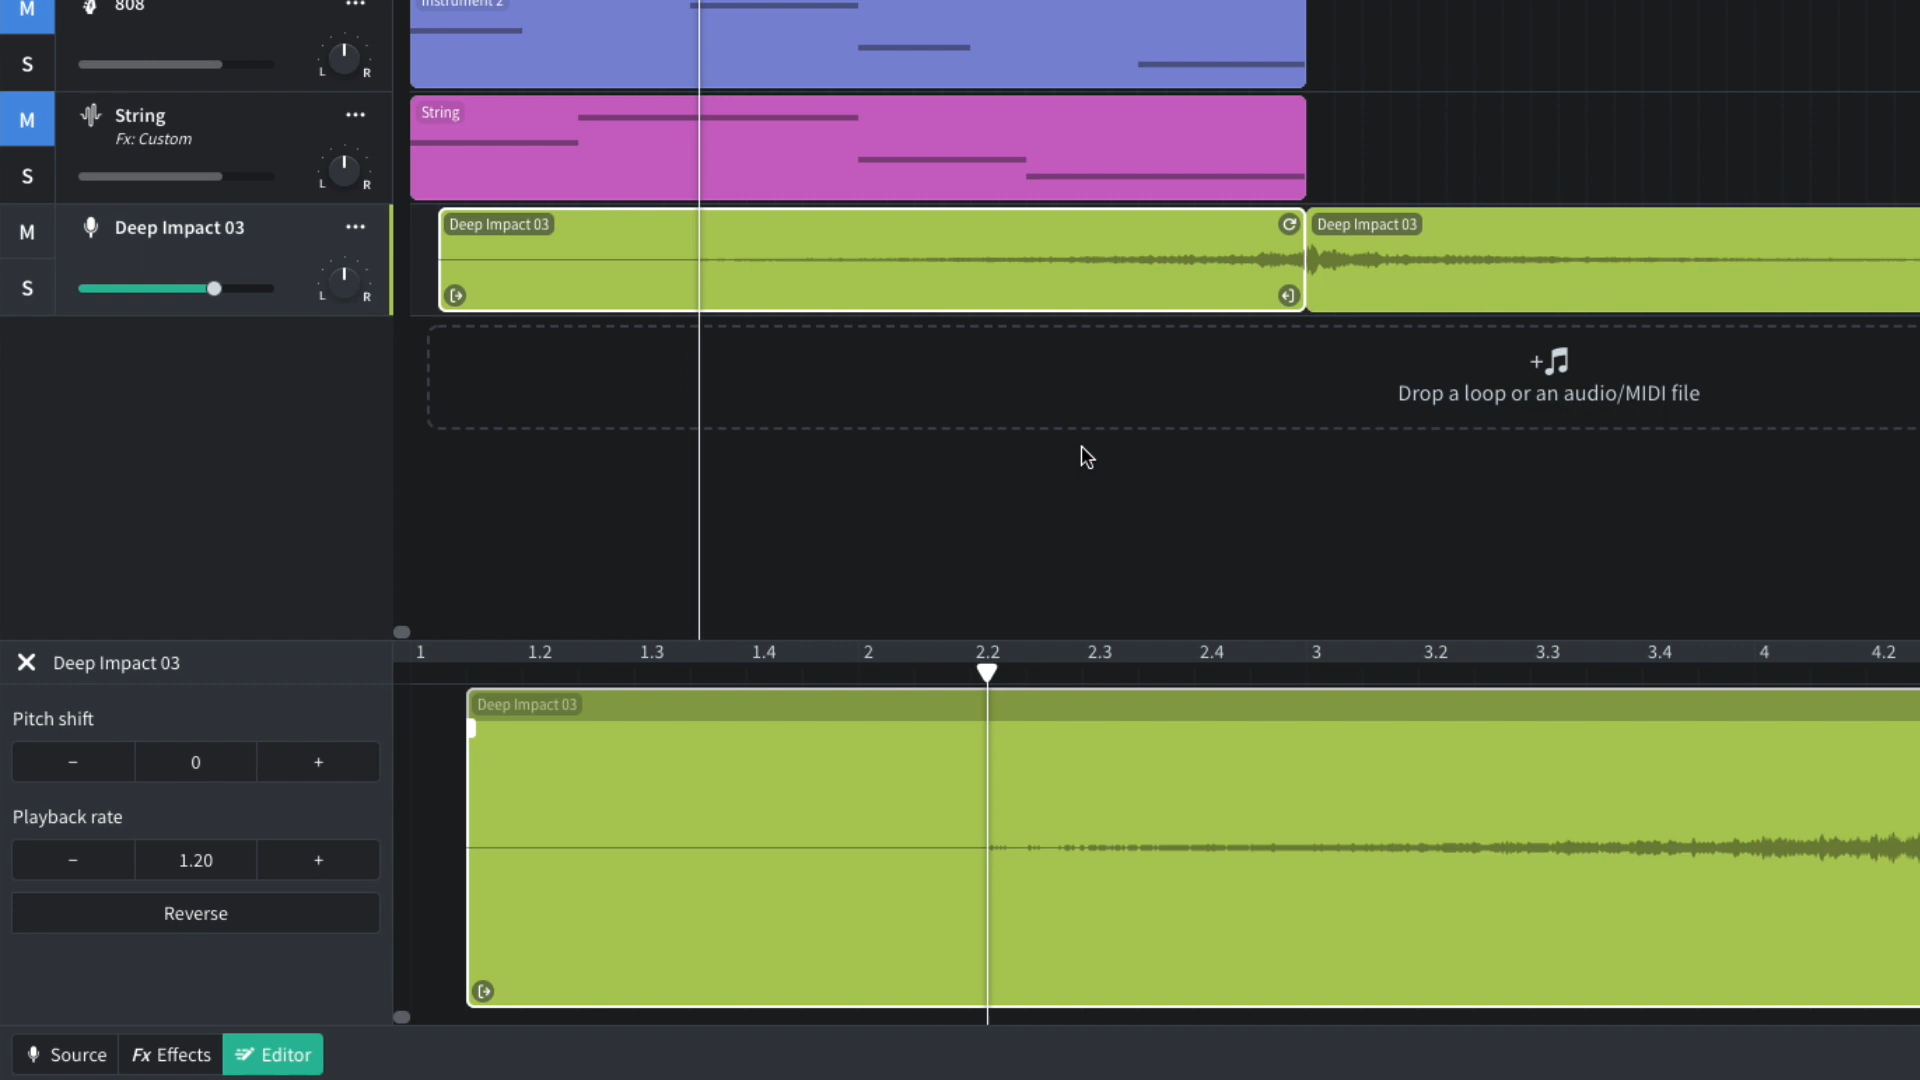 M
808
S
L R
Instrument 2
M
String
Fx: Custom
S
L R
String
M
Deep Impact 03
S
L R
Deep Impact 03
Deep Impact 03
Drop a loop or an audio/MIDI file
Deep Impact 03
1 1.2 1.3 1.4 2 2.2 2.3 2.4 3 3.2 3.3 3.4 4 4.2
Deep Impact 03
Pitch shift
− 0 +
Playback rate
− 1.20 +
Reverse
Source
Fx Effects
Editor